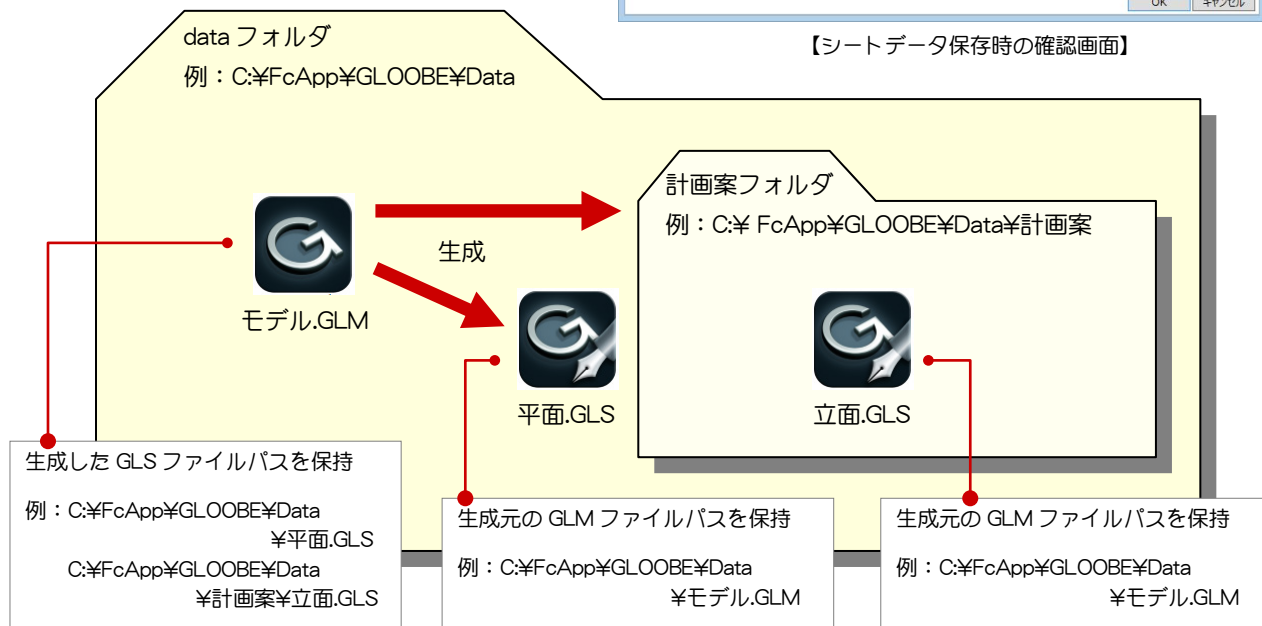 OK キャンセル
【シートデータ保存時の確認画面】
data フォルダ
例：C:¥FcApp¥GLOOBE¥Data
計画案フォルダ
例：C:¥ FcApp¥GLOOBE¥Data¥計画案
生成
モデル.GLM
平面.GLS
立面.GLS
生成した GLS ファイルパスを保持
例：C:¥FcApp¥GLOOBE¥Data
¥平面.GLS
C:¥FcApp¥GLOOBE¥Data
¥計画案¥立面.GLS
生成元の GLM ファイルパスを保持
例：C:¥FcApp¥GLOOBE¥Data
¥モデル.GLM
生成元の GLM ファイルパスを保持
例：C:¥FcApp¥GLOOBE¥Data
¥モデル.GLM